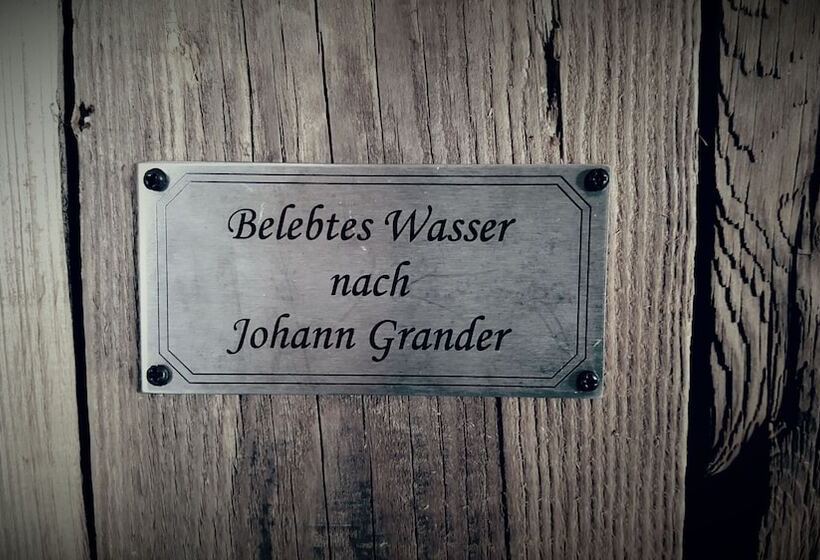 Belebtes Wasser
nach
Johann Grander